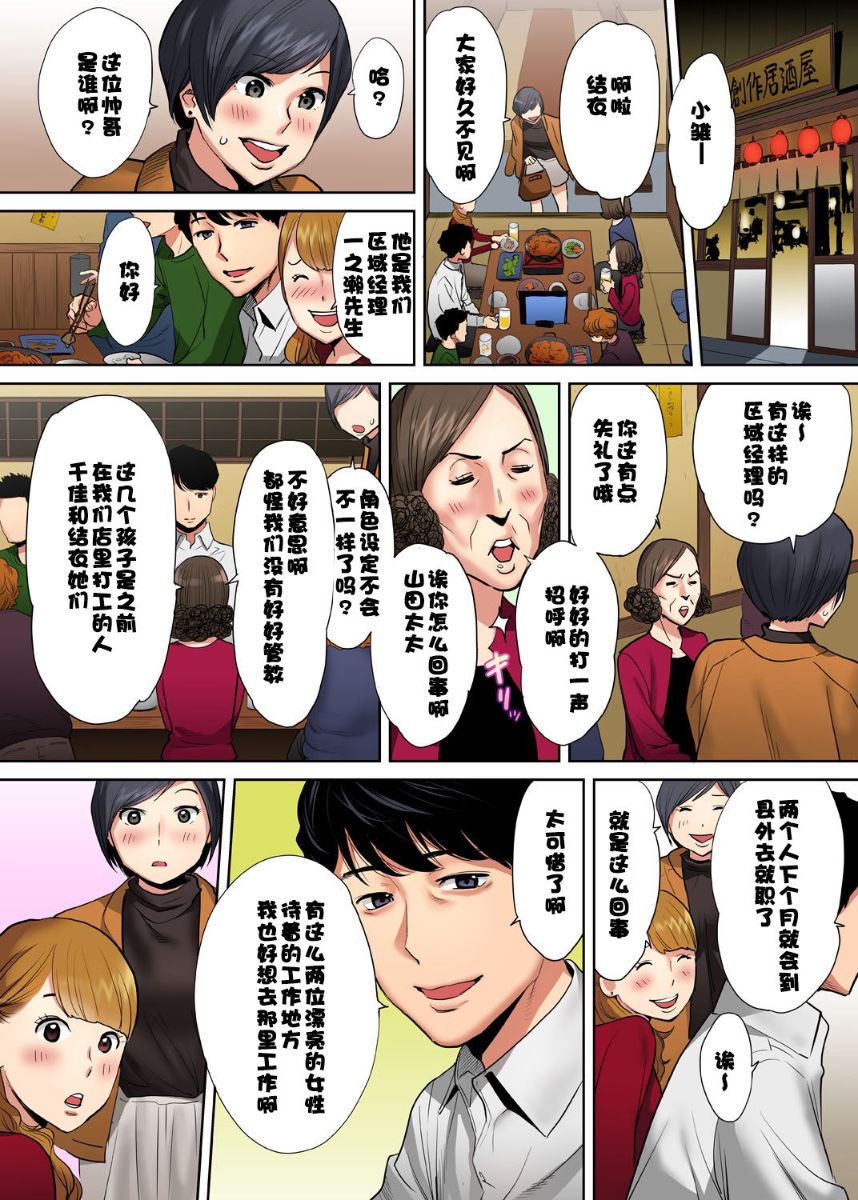 創作居酒屋
小雏ー
啊啦
结衣
大家好久不见啊
哈？
这位帅哥
是谁啊？
他是我们
区域经理
一之瀬先生
你好
诶～
有这样的
区域经理吗？
你这有点
失礼了哦
好好的打一声
招呼啊
诶你怎么回事啊
山田太太
キリッ
角色设定不会
不一样了吗？
不好意思啊
都怪我们没有好好管教
这几个孩子是之前
在我们店里打工的人
千佳和结衣她们
两个人下个月就会到
县外去就职了
就是这么回事
诶～
太可惜了啊
有这么两位漂亮的女性
待着的工作地方
我也好想去那里工作啊